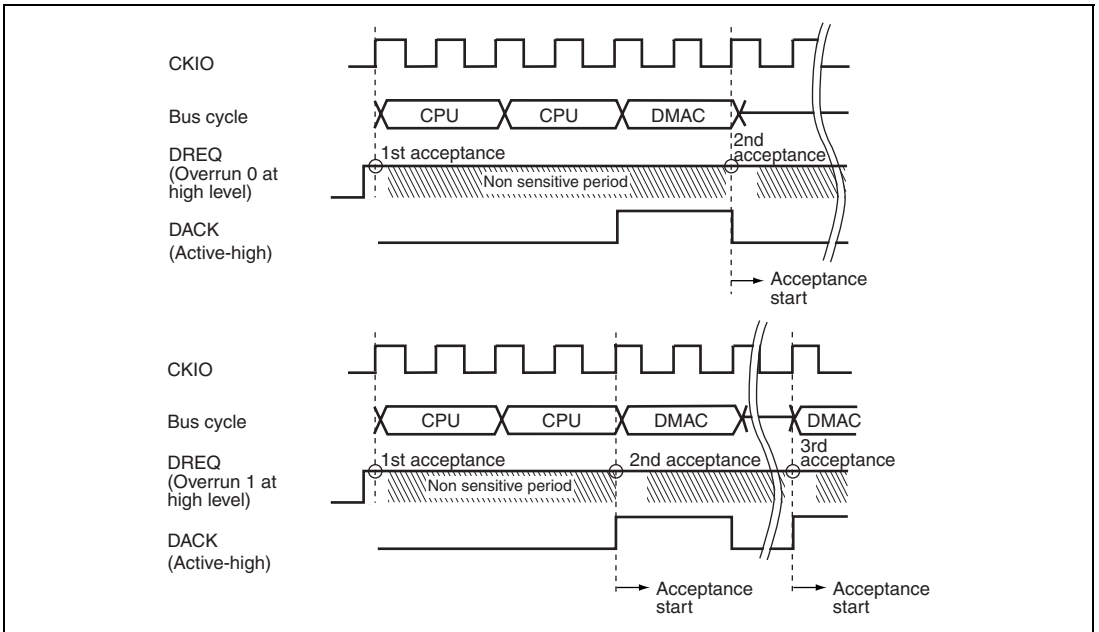 CKIO
Bus cycle
CPU
CPU
DMAC
DREQ
(Overrun 0 at
high level)
1st acceptance
2nd
acceptance
Non sensitive period
DACK
(Active-high)
Acceptance
start
CKIO
Bus cycle
CPU
CPU
DMAC
DMAC
DREQ
(Overrun 1 at
high level)
1st acceptance
2nd acceptance
3rd
acceptance
Non sensitive period
DACK
(Active-high)
Acceptance
start
Acceptance
start